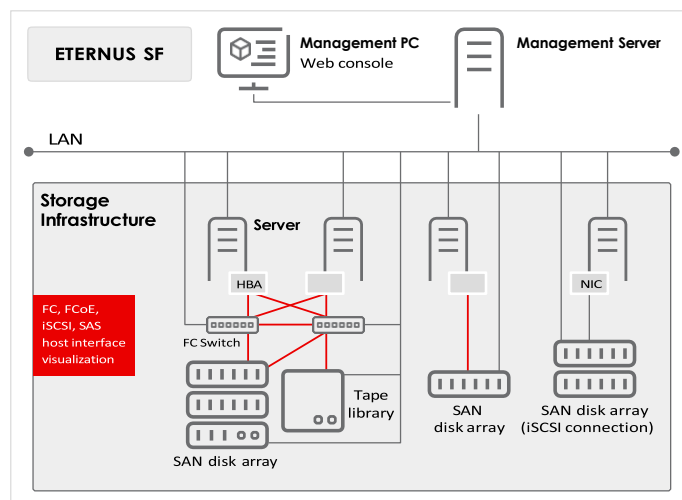 ETERNUS SF
Management PC
Web console
Management Server
LAN
Storage
Infrastructure
Server
HBA
NIC
FC, FCoE,
iSCSI, SAS
host interface
visualization
FC Switch
Tape
library
SAN disk array
SAN
disk array
SAN disk array
(iSCSI connection)